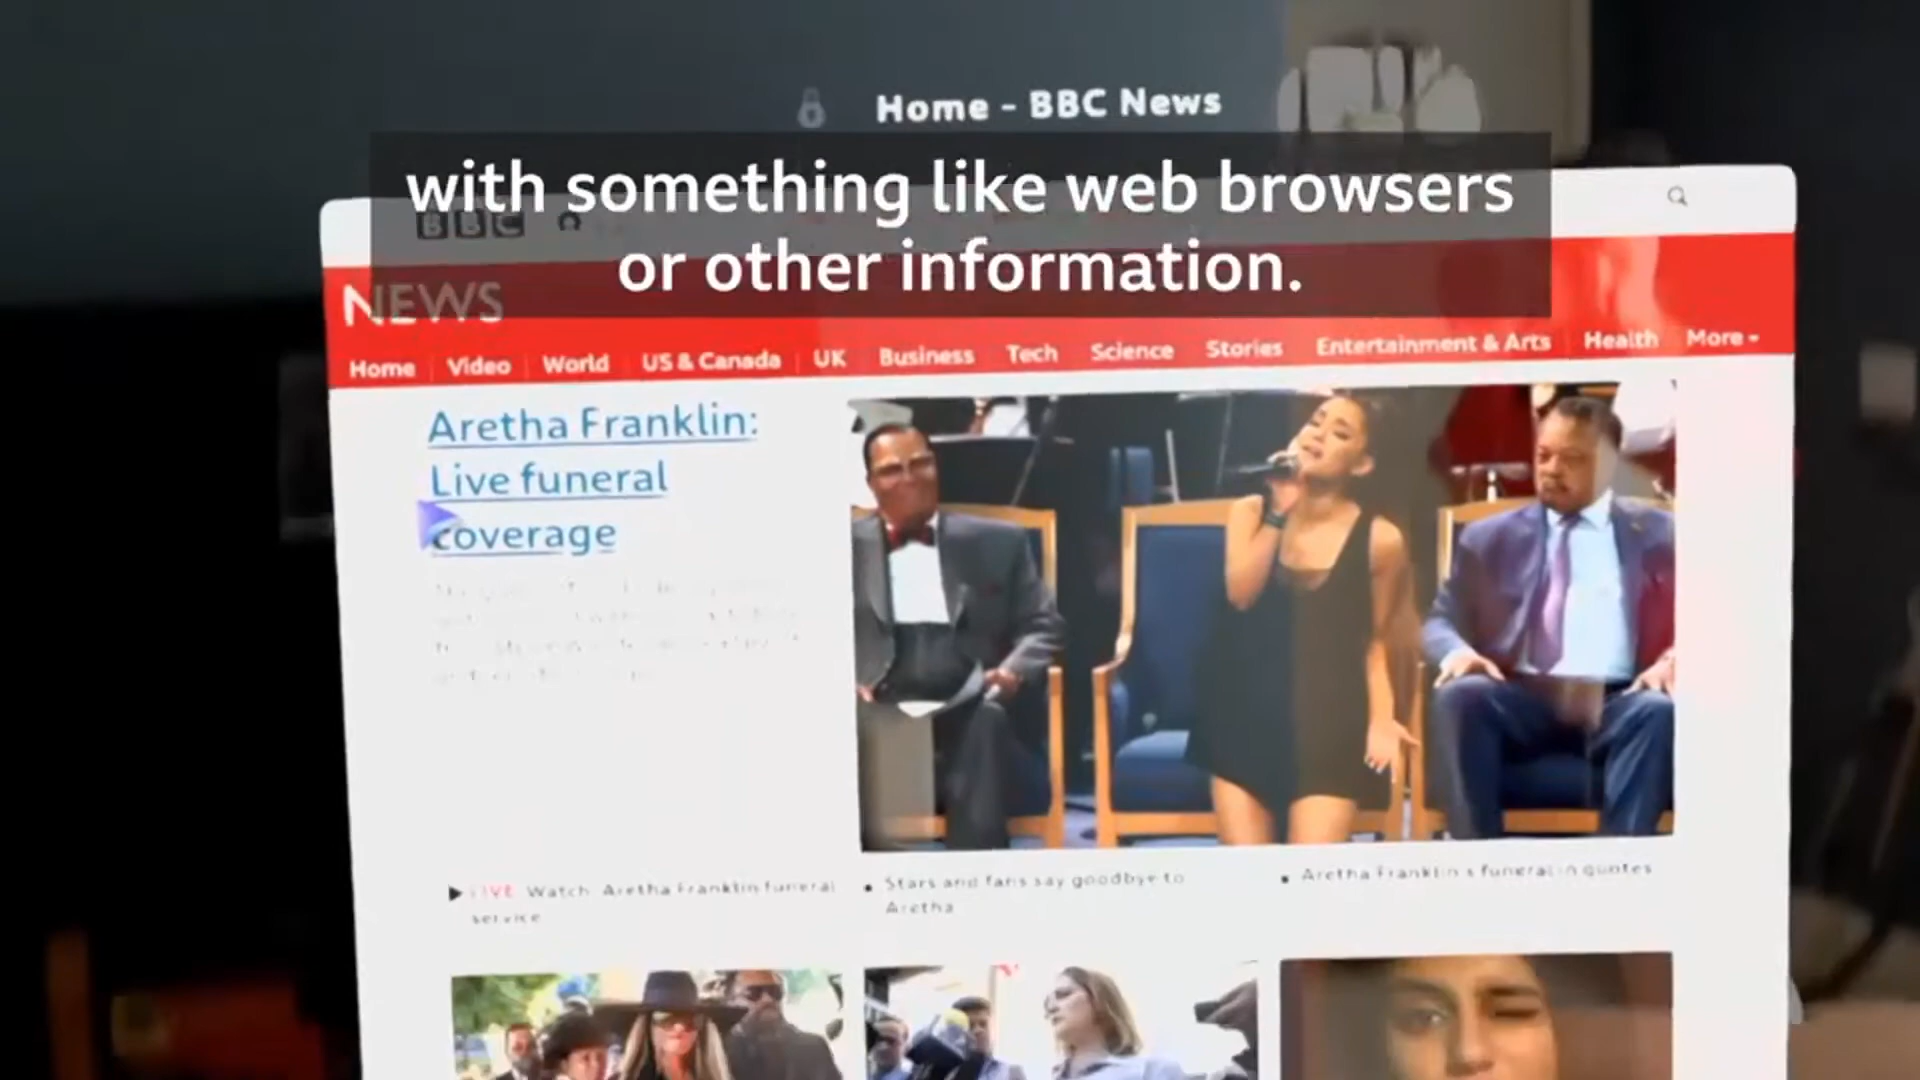 Home - BBC News
with something like web browsers
or other information.
BBC
NEWS
Home Video World US & Canada UK Business Tech Science Stories Entertainment & Arts Health More
Aretha Franklin:
Live funeral
coverage
LIVE Watch Aretha Franklin funeral
service
Stars and fans say goodbye to
Aretha
Aretha Franklin's funeral in quotes